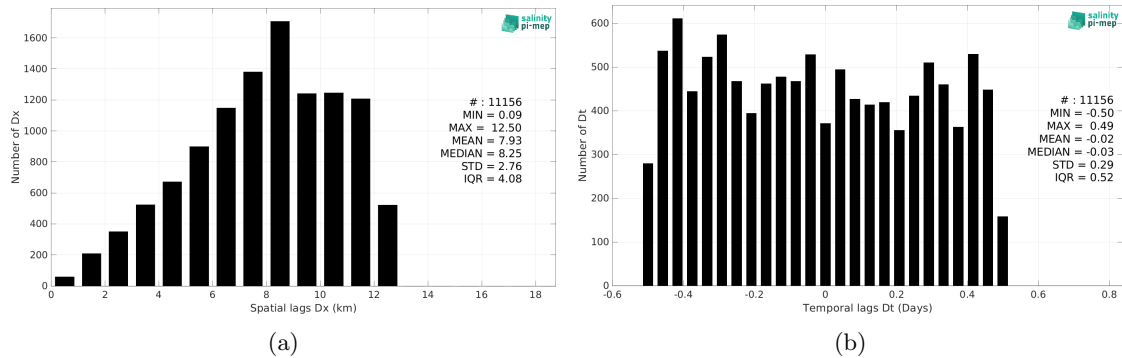 1600
1400
1200
1000
800
600
400
200
0
Number of Dx
0 2 4 6 8 10 12 14 16 18
Spatial lags Dx (km)
salinity
pi-mep
# : 11156
MIN = 0.09
MAX = 12.50
MEAN = 7.93
MEDIAN = 8.25
STD = 2.76
IQR = 4.08
(a)
600
500
400
300
200
100
0
Number of Dt
-0.6 -0.4 -0.2 0 0.2 0.4 0.6 0.8
Temporal lags Dt (Days)
salinity
pi-mep
# : 11156
MIN = -0.50
MAX = 0.49
MEAN = -0.02
MEDIAN = -0.03
STD = 0.29
IQR = 0.52
(b)